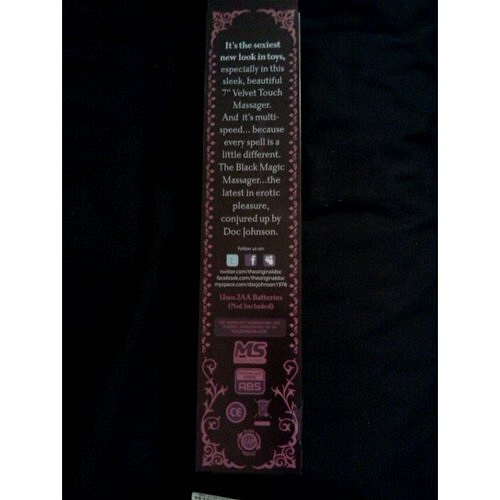 It's the sexiest
new look in toys,
especially in this
sleek, beautiful
7" Velvet Touch
Massager.
And it's multi-
speed... because
every spell is a
little different.
The Black Magic
Massager...the
latest in erotic
pleasure,
conjured up by
Doc Johnson.
Follow us on:
twitter.com/theoriginaldoc
facebook.com/theoriginaldoc
myspace.com/docjohnson1976
Uses 2AA Batteries
(Not Included)
MS
ABS
CE